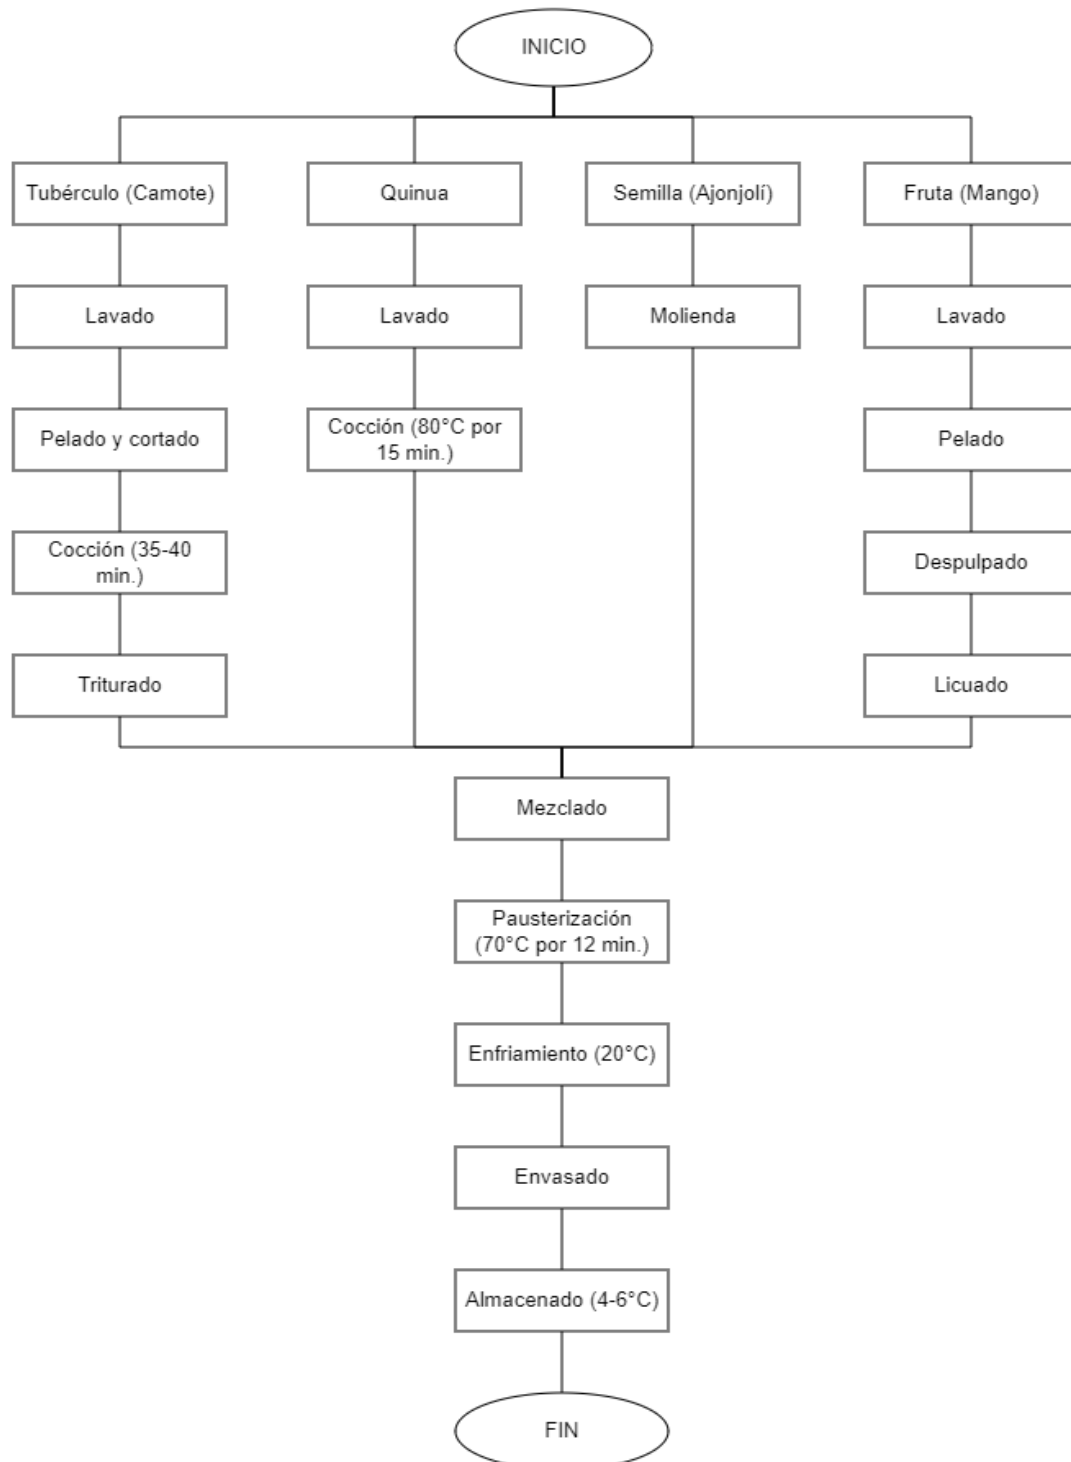 INICIO
Tubérculo (Camote)
Quinua
Semilla (Ajonjolí)
Fruta (Mango)
Lavado
Lavado
Molienda
Lavado
Pelado y cortado
Cocción (80°C por
15 min.)
Pelado
Cocción (35-40
min.)
Despulpado
Triturado
Licuado
Mezclado
Pausterización
(70°C por 12 min.)
Enfriamiento (20°C)
Envasado
Almacenado (4-6°C)
FIN